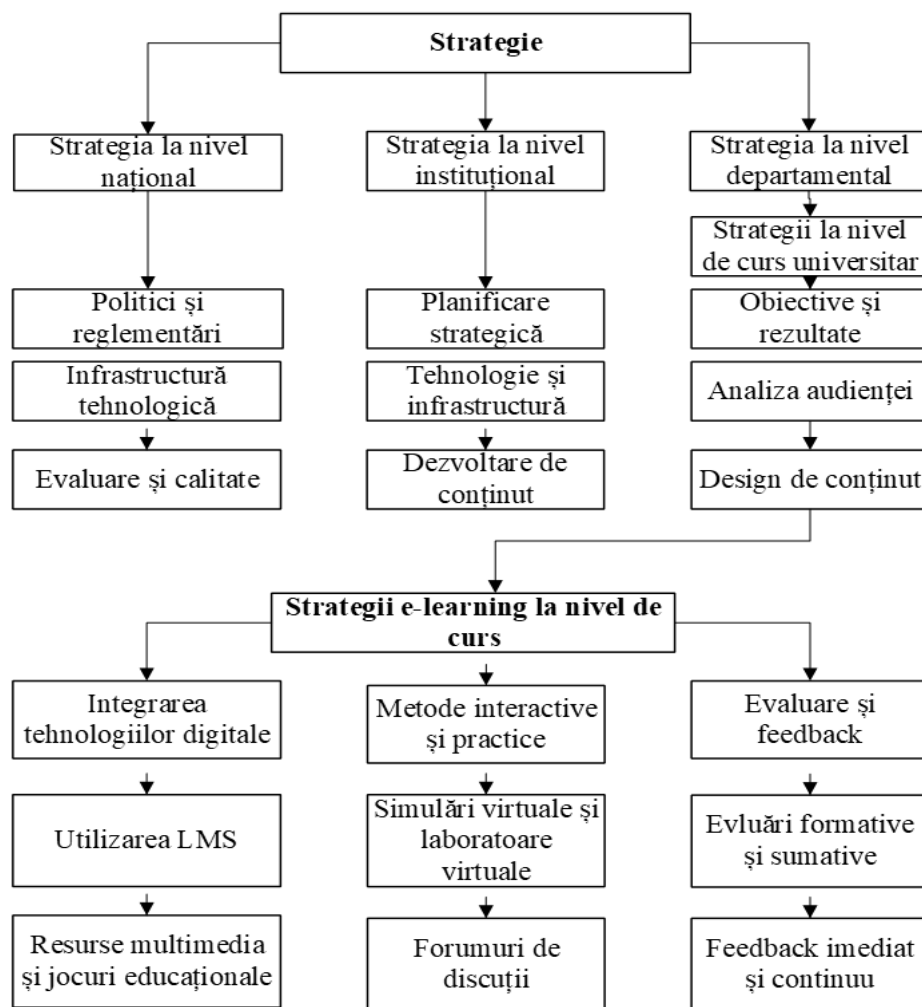 Strategie
Strategia la nivel
național
Strategia la nivel
instituțional
Strategia la nivel
departamental
Strategii la nivel
de curs universitar
Politici și
reglementări
Planificare
strategică
Obiective și
rezultate
Infrastructură
tehnologică
Tehnologie și
infrastructură
Analiza audienței
Evaluare și calitate
Dezvoltare de
conținut
Design de conținut
Strategii e-learning la nivel de
curs
Integrarea
tehnologiilor digitale
Metode interactive
și practice
Evaluare și
feedback
Utilizarea LMS
Simulări virtuale și
laboratoare
virtuale
Evluări formative
și sumative
Resurse multimedia
și jocuri educaționale
Forumuri de
discuții
Feedback imediat
și continuu